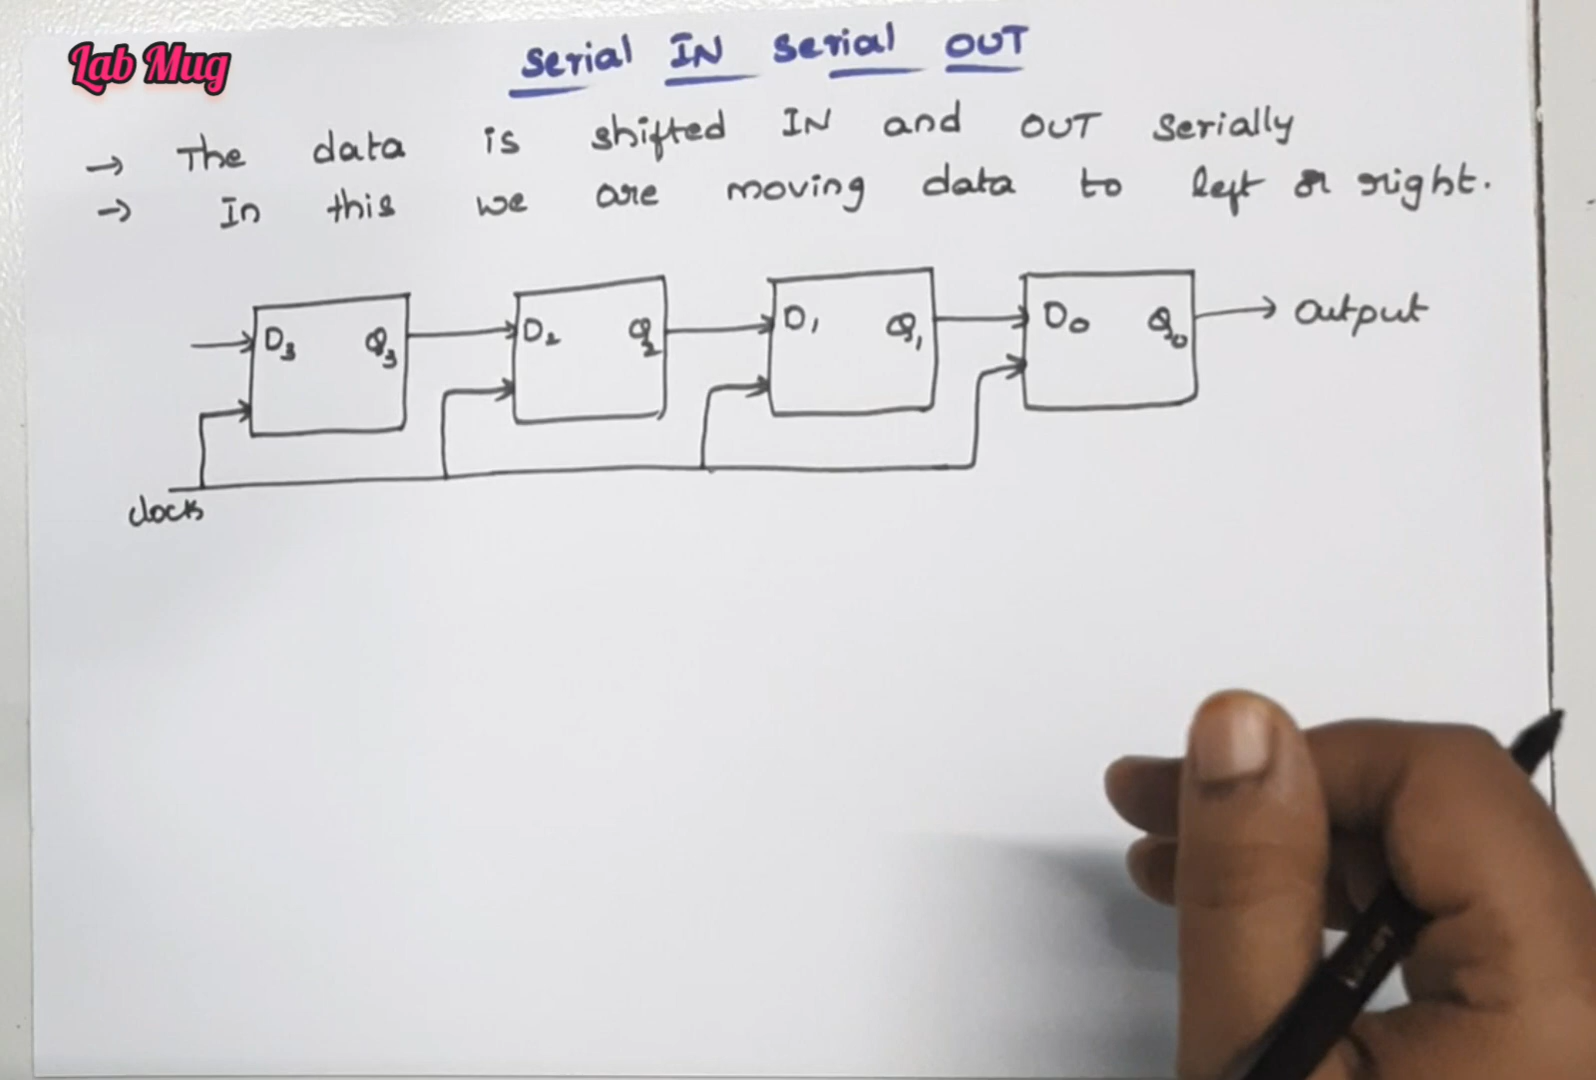 Lab Mug
Serial IN Serial OUT
→ The data is shifted IN and OUT serially
→ In this we are moving data to left or right.
D3 Q3 D2 Q2 D1 Q1 D0 Q0 output
clock